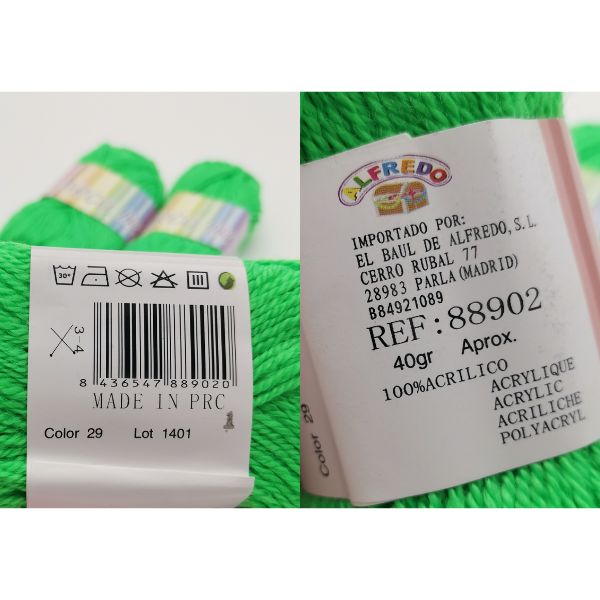 30°
3-4
8 436547 889020
MADE IN PRC
Color 29 Lot 1401
ALFREDO
IMPORTADO POR:
EL BAUL DE ALFREDO, S.L.
CERRO RUBAL 77
28983 PARLA(MADRID)
B84921089
REF:88902
40gr Aprox.
100%ACRILICO
ACRYLIQUE
ACRYLIC
ACRILICHE
POLYACRYL
Color 29